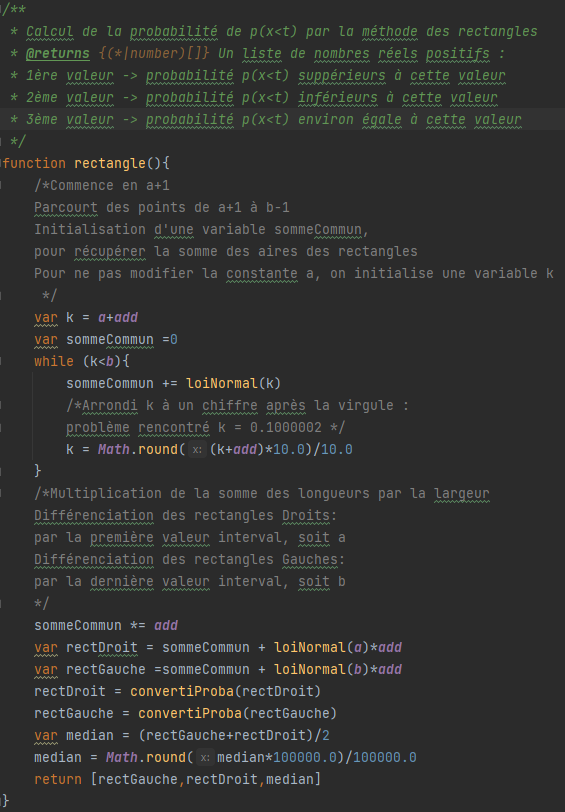 /**
 * Calcul de la probabilité de p(x<t) par la méthode des rectangles
 * @returns {(*|number)[]} Un liste de nombres réels positifs :
 * 1ère valeur -> probabilité p(x<t) suppérieurs à cette valeur
 * 2ème valeur -> probabilité p(x<t) inférieurs à cette valeur
 * 3ème valeur -> probabilité p(x<t) environ égale à cette valeur
 */
function rectangle(){
    /*Commence en a+1
    Parcourt des points de a+1 à b-1
    Initialisation d'une variable sommeCommun,
    pour récupérer la somme des aires des rectangles
    Pour ne pas modifier la constante a, on initialise une variable k
     */
    var k = a+add
    var sommeCommun =0
    while (k<b){
        sommeCommun += loiNormal(k)
        /*Arrondi k à un chiffre après la virgule :
        problème rencontré k = 0.1000002 */
        k = Math.round( x: (k+add)*10.0)/10.0
    }
    /*Multiplication de la somme des longueurs par la largeur
    Différenciation des rectangles Droits:
    par la première valeur interval, soit a
    Différenciation des rectangles Gauches:
    par la dernière valeur interval, soit b
    */
    sommeCommun *= add
    var rectDroit = sommeCommun + loiNormal(a)*add
    var rectGauche =sommeCommun + loiNormal(b)*add
    rectDroit = convertiProba(rectDroit)
    rectGauche = convertiProba(rectGauche)
    var median = (rectGauche+rectDroit)/2
    median = Math.round( x: median*100000.0)/100000.0
    return [rectGauche,rectDroit,median]
}